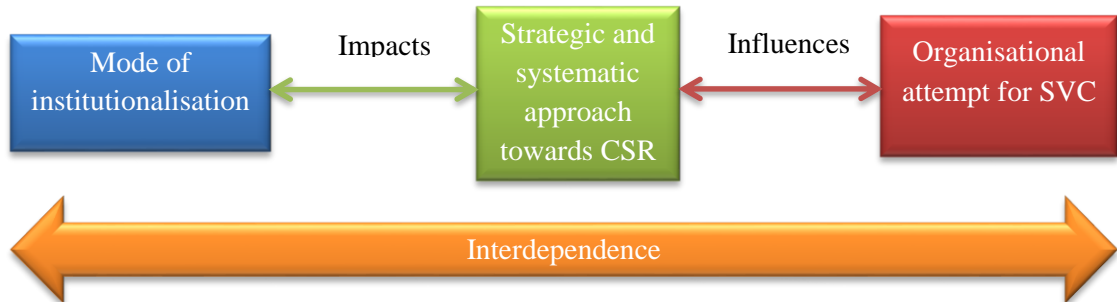 Mode of
institutionalisation
Impacts
Strategic and
systematic
approach
towards CSR
Influences
Organisational
attempt for SVC
Interdependence